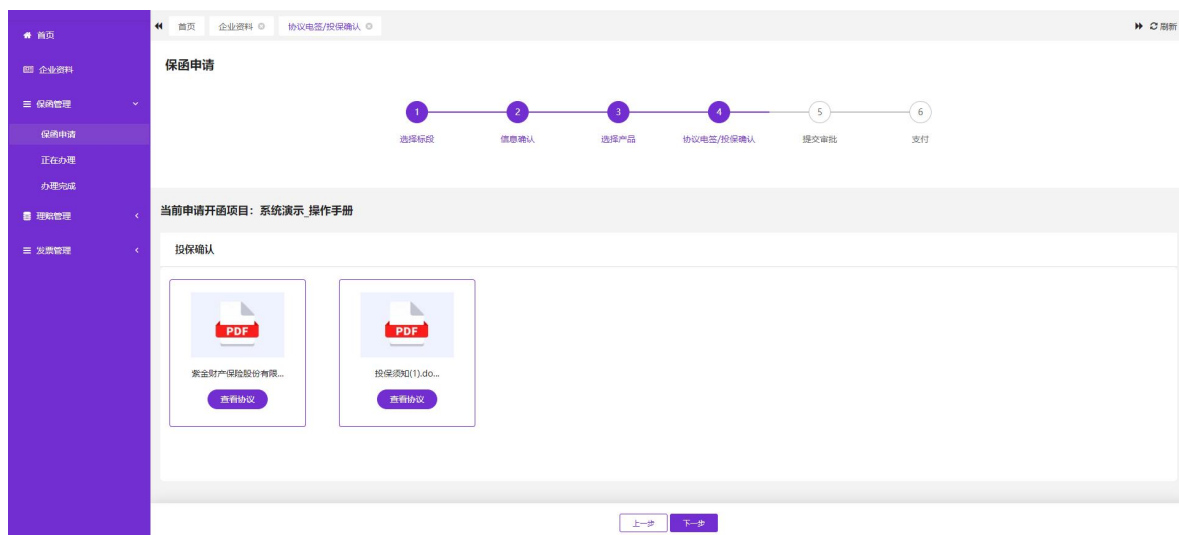 首页
企业资料
保函管理
保函申请
正在办理
办理完成
理赔管理
发票管理
首页 企业资料 协议电签/投保确认 刷新
保函申请
1 2 3 4 5 6
选择标段 信息确认 选择产品 协议电签/投保确认 提交审批 支付
当前申请开函项目：系统演示_操作手册
投保确认
PDF PDF
紫金财产保险股份有限... 投保须知(1).do...
查看协议 查看协议
上一步 下一步